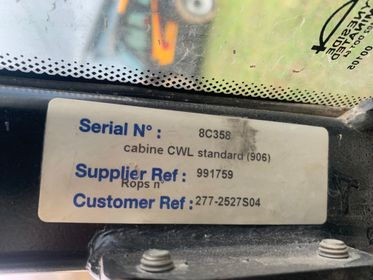 Serial N° : 8C358
cabine CWL standard (906)
Supplier Ref : 991759
Rops n°
Customer Ref : 277-2527S04